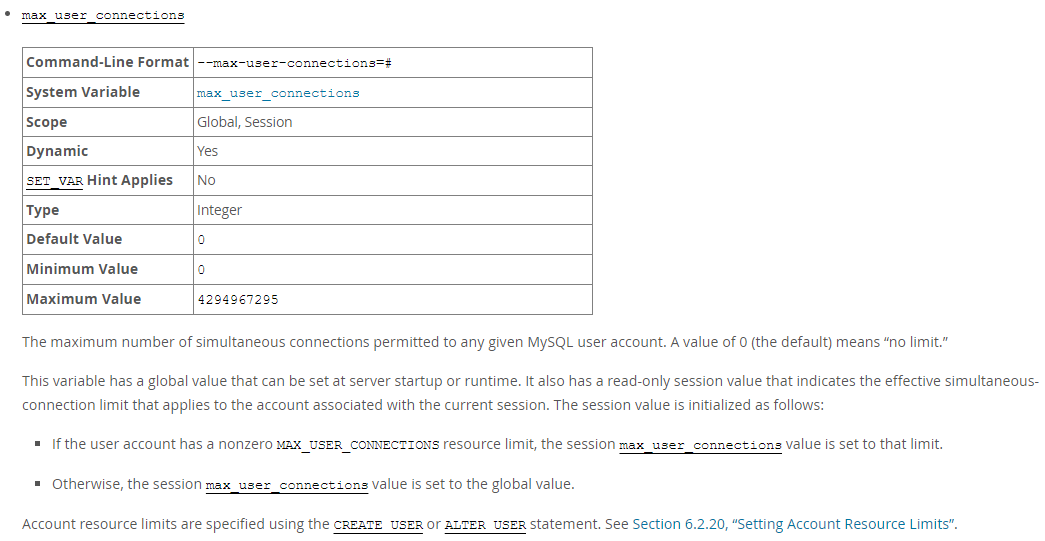 • max_user_connections
Command-Line Format --max-user-connections=#
System Variable max_user_connections
Scope Global, Session
Dynamic Yes
SET_VAR Hint Applies No
Type Integer
Default Value 0
Minimum Value 0
Maximum Value 4294967295
The maximum number of simultaneous connections permitted to any given MySQL user account. A value of 0 (the default) means “no limit.”
This variable has a global value that can be set at server startup or runtime. It also has a read-only session value that indicates the effective simultaneous-
connection limit that applies to the account associated with the current session. The session value is initialized as follows:
▪ If the user account has a nonzero MAX_USER_CONNECTIONS resource limit, the session max_user_connections value is set to that limit.
▪ Otherwise, the session max_user_connections value is set to the global value.
Account resource limits are specified using the CREATE USER or ALTER USER statement. See Section 6.2.20, “Setting Account Resource Limits”.